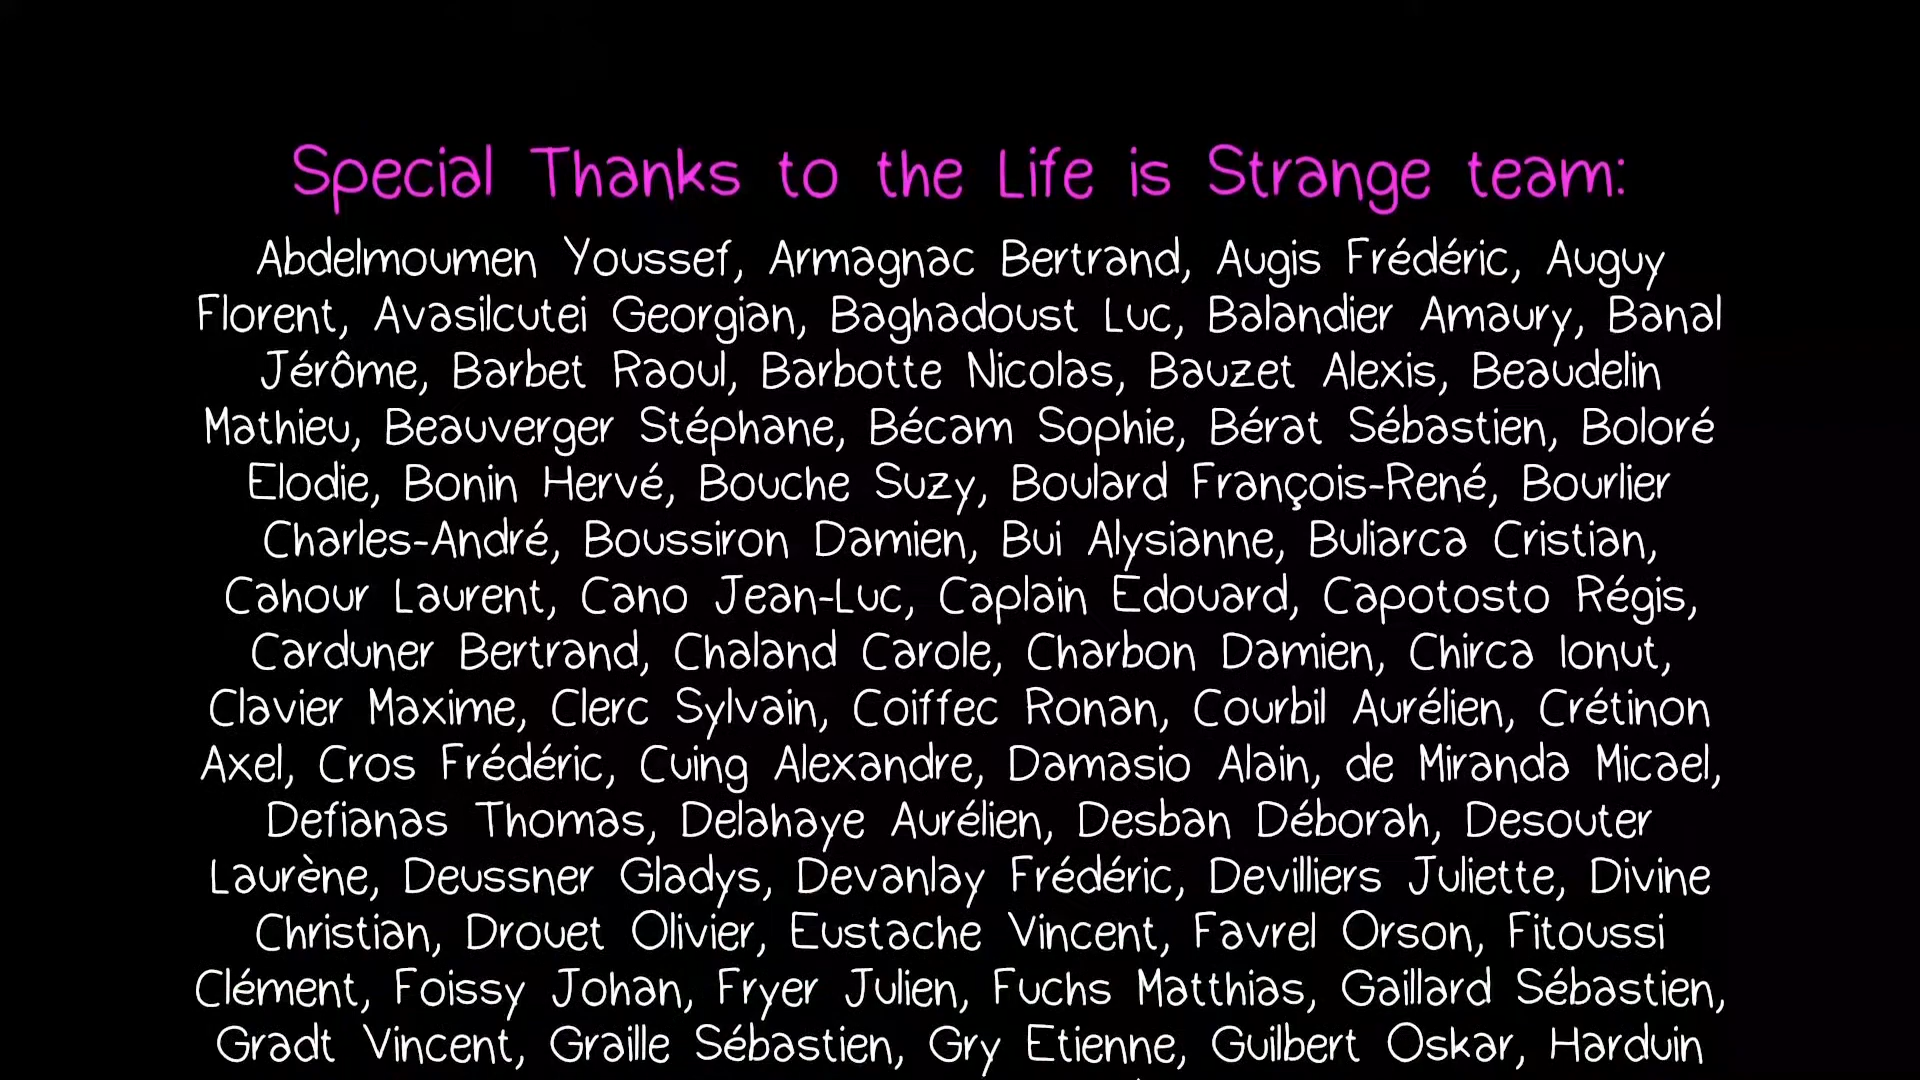 Special Thanks to the Life is Strange team:
Abdelmoumen Youssef, Armagnac Bertrand, Augis Frédéric, Auguy
Florent, Avasilcutei Georgian, Baghadoust Luc, Balandier Amaury, Banal
Jérôme, Barbet Raoul, Barbotte Nicolas, Bauzet Alexis, Beaudelin
Mathieu, Beauverger Stéphane, Bécam Sophie, Bérat Sébastien, Boloré
Elodie, Bonin Hervé, Bouche Suzy, Boulard François-René, Bourlier
Charles-André, Boussiron Damien, Bui Alysianne, Buliarca Cristian,
Cahour Laurent, Cano Jean-Luc, Caplain Edouard, Capotosto Régis,
Carduner Bertrand, Chaland Carole, Charbon Damien, Chirca Ionut,
Clavier Maxime, Clerc Sylvain, Coiffec Ronan, Courbil Aurélien, Crétinon
Axel, Cros Frédéric, Cuing Alexandre, Damasio Alain, de Miranda Micael,
Defianas Thomas, Delahaye Aurélien, Desban Déborah, Desouter
Laurène, Deussner Gladys, Devanlay Frédéric, Devilliers Juliette, Divine
Christian, Drouet Olivier, Eustache Vincent, Favrel Orson, Fitoussi
Clément, Foissy Johan, Fryer Julien, Fuchs Matthias, Gaillard Sébastien,
Gradt Vincent, Graille Sébastien, Gry Etienne, Guilbert Oskar, Harduin